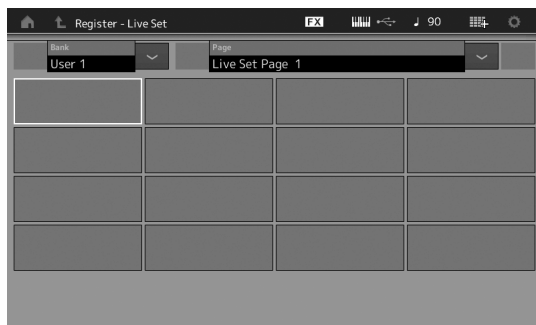 Register - Live Set FX ♩ 90
Bank Page
User 1 Live Set Page 1